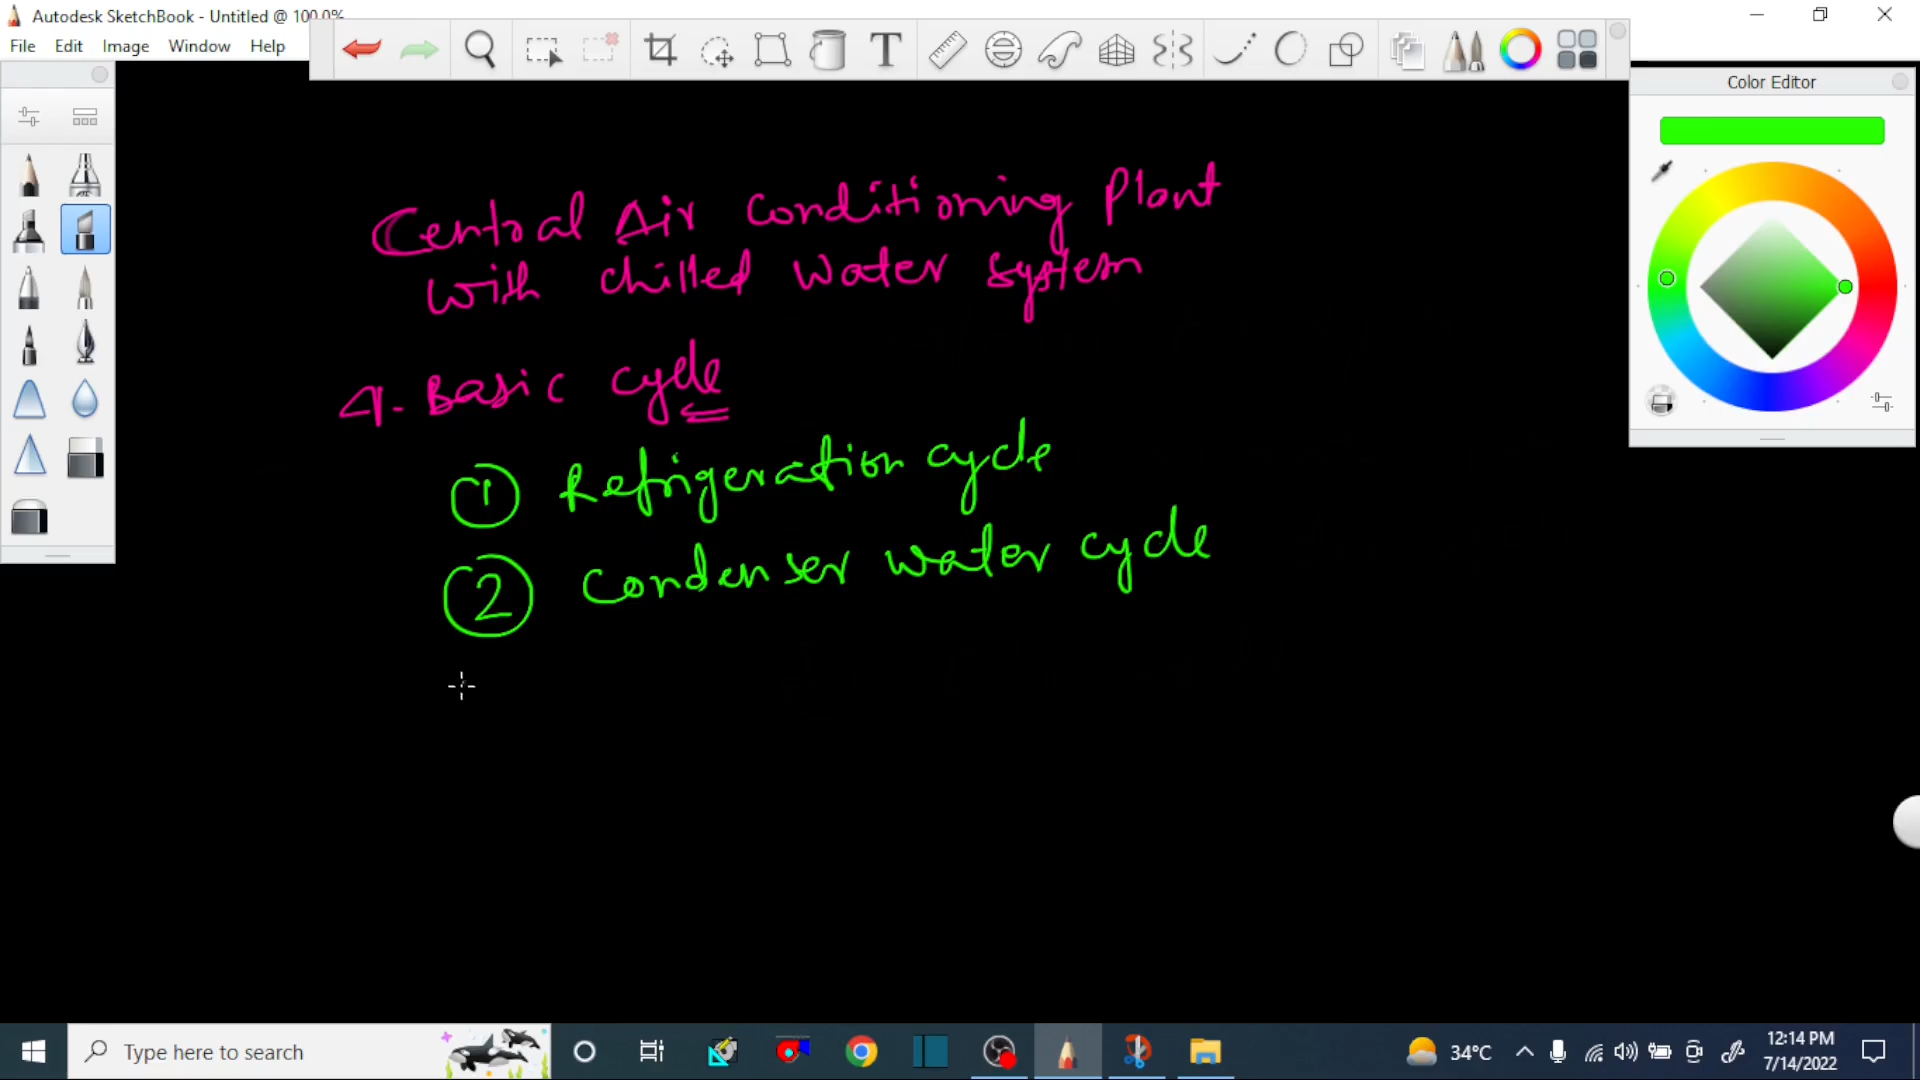 Autodesk SketchBook - Untitled @ 100.0%
File Edit Image Window Help
Color Editor
Central Air Conditioning Plant
with chilled water system
4. Basic cycle
1 Refrigeration cycle
2 Condenser water cycle
Type here to search
34°C
12:14 PM
7/14/2022